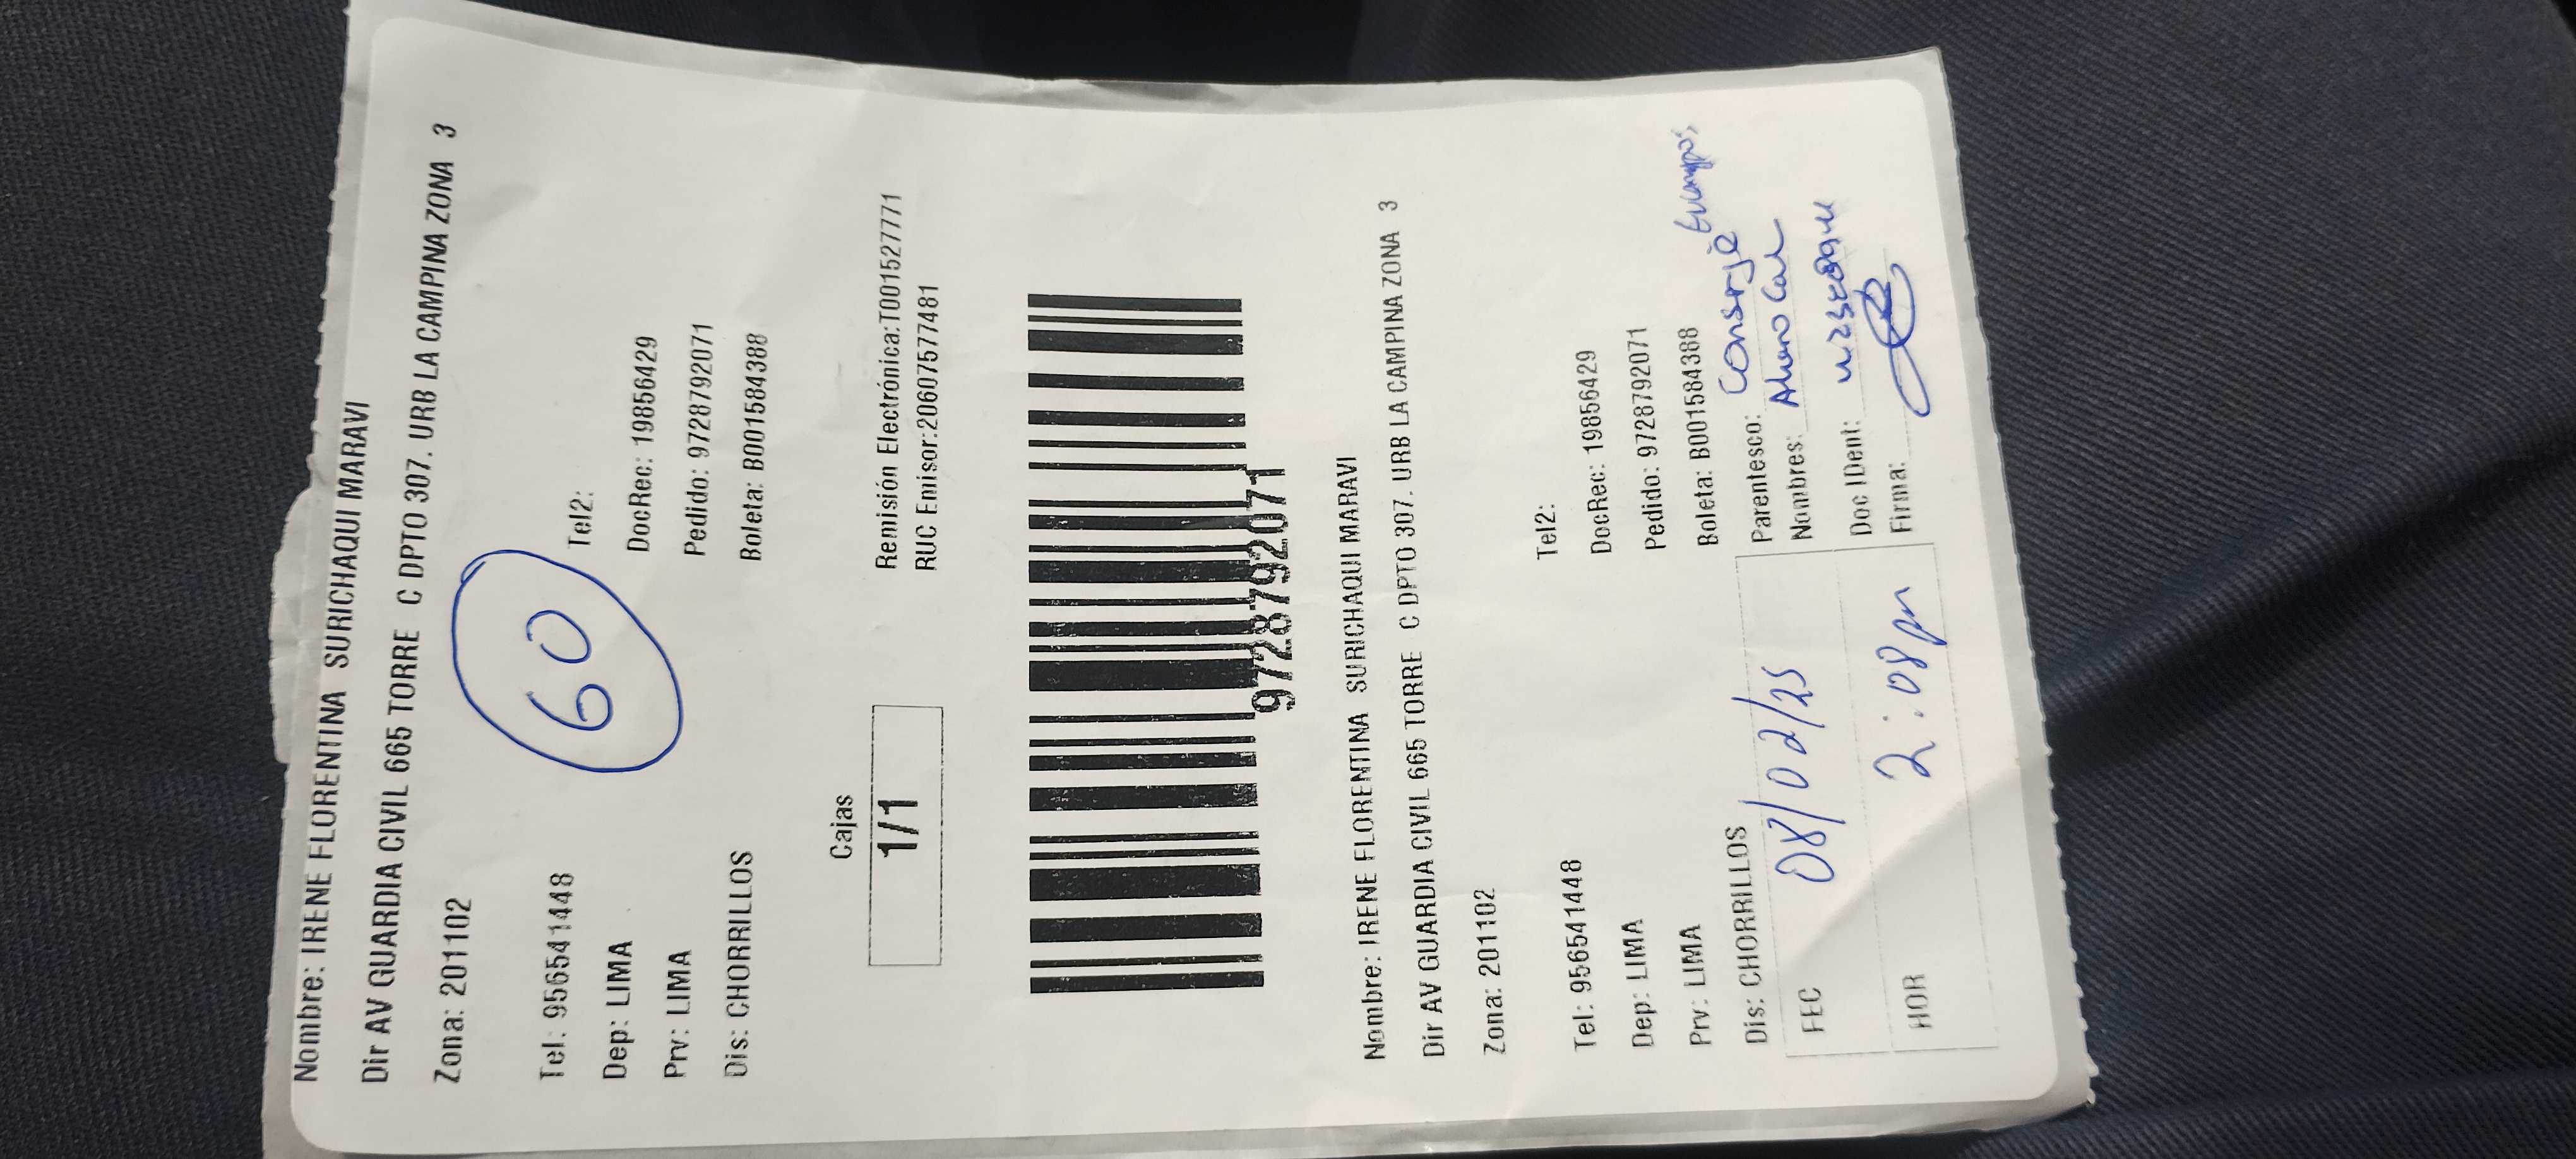 Nombre: IRENE FLORENTINA SURICHAQUI MARAVI
Dir AV GUARDIA CIVIL 665 TORRE C DPTO 307. URB LA CAMPINA ZONA 3
Zona: 201102
60
Tel: 956541448 Tel2:
Dep: LIMA DocRec: 19856429
Prv: LIMA Pedido: 9728792071
Dis: CHORRILLOS Boleta: B001584388
Cajas
1/1
Remisión Electrónica:T001527771
RUC Emisor:20607577481
9728792071
Nombre: IRENE FLORENTINA SURICHAQUI MARAVI
Dir AV GUARDIA CIVIL 665 TORRE C DPTO 307. URB LA CAMPINA ZONA 3
Zona: 201102
Tel: 956541448 Tel2:
Dep: LIMA DocRec: 19856429
Prv: LIMA Pedido: 9728792071
Dis: CHORRILLOS Boleta: B001584388
FEC 08/02/25 Parentesco: Conserje
Nombres:
HOR 2:08 pm Doc IDent:
Firma: